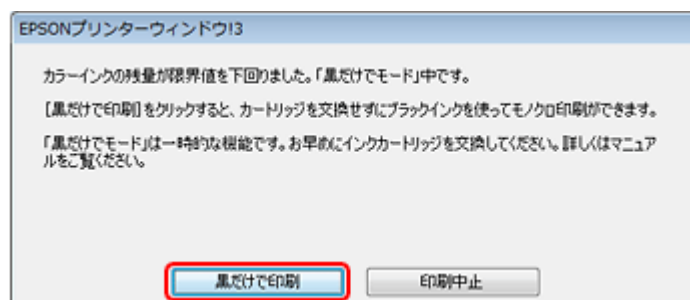 EPSONプリンターウィンドウ!3
カラーインクの残量が限界値を下回りました。「黒だけでモード」中です。
[黒だけで印刷]をクリックすると、カートリッジを交換せずにブラックインクを使ってモノクロ印刷ができます。
「黒だけでモード」は一時的な機能です。お早めにインクカートリッジを交換してください。詳しくはマニュア
ルをご覧ください。
黒だけで印刷
印刷中止